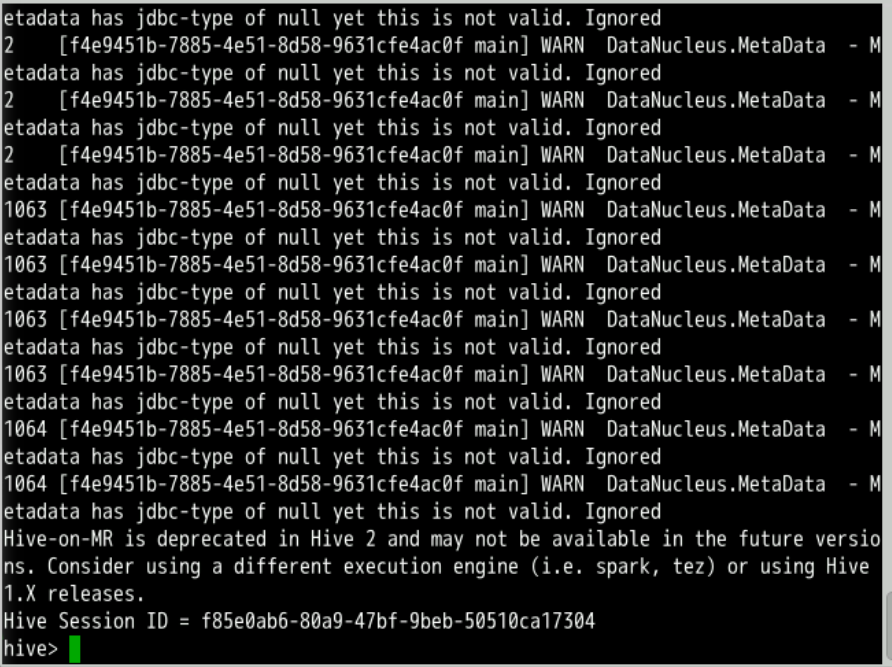 etadata has jdbc-type of null yet this is not valid. Ignored
2    [f4e9451b-7885-4e51-8d58-9631cfe4ac0f main] WARN  DataNucleus.MetaData  - M
etadata has jdbc-type of null yet this is not valid. Ignored
2    [f4e9451b-7885-4e51-8d58-9631cfe4ac0f main] WARN  DataNucleus.MetaData  - M
etadata has jdbc-type of null yet this is not valid. Ignored
2    [f4e9451b-7885-4e51-8d58-9631cfe4ac0f main] WARN  DataNucleus.MetaData  - M
etadata has jdbc-type of null yet this is not valid. Ignored
1063 [f4e9451b-7885-4e51-8d58-9631cfe4ac0f main] WARN  DataNucleus.MetaData  - M
etadata has jdbc-type of null yet this is not valid. Ignored
1063 [f4e9451b-7885-4e51-8d58-9631cfe4ac0f main] WARN  DataNucleus.MetaData  - M
etadata has jdbc-type of null yet this is not valid. Ignored
1063 [f4e9451b-7885-4e51-8d58-9631cfe4ac0f main] WARN  DataNucleus.MetaData  - M
etadata has jdbc-type of null yet this is not valid. Ignored
1063 [f4e9451b-7885-4e51-8d58-9631cfe4ac0f main] WARN  DataNucleus.MetaData  - M
etadata has jdbc-type of null yet this is not valid. Ignored
1064 [f4e9451b-7885-4e51-8d58-9631cfe4ac0f main] WARN  DataNucleus.MetaData  - M
etadata has jdbc-type of null yet this is not valid. Ignored
1064 [f4e9451b-7885-4e51-8d58-9631cfe4ac0f main] WARN  DataNucleus.MetaData  - M
etadata has jdbc-type of null yet this is not valid. Ignored
Hive-on-MR is deprecated in Hive 2 and may not be available in the future versio
ns. Consider using a different execution engine (i.e. spark, tez) or using Hive
1.X releases.
Hive Session ID = f85e0ab6-80a9-47bf-9beb-50510ca17304
hive>